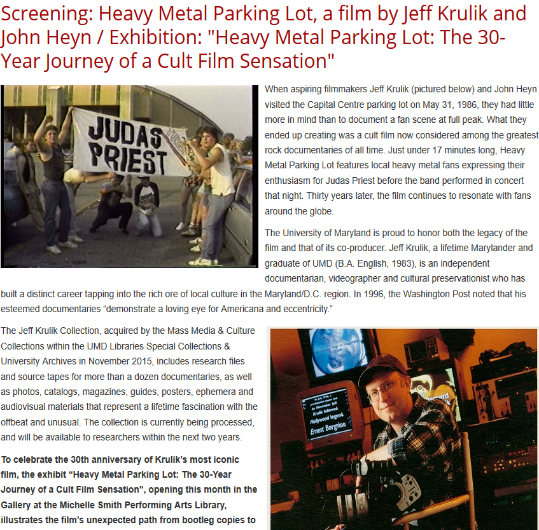 Screening: Heavy Metal Parking Lot, a film by Jeff Krulik and
John Heyn / Exhibition: "Heavy Metal Parking Lot: The 30-
Year Journey of a Cult Film Sensation"
JUDAS
PRIEST
When aspiring filmmakers Jeff Krulik (pictured below) and John Heyn
visited the Capital Centre parking lot on May 31, 1986, they had little
more in mind than to document a fan scene at full peak. What they
ended up creating was a cult film now considered among the greatest
rock documentaries of all time. Just under 17 minutes long, Heavy
Metal Parking Lot features local heavy metal fans expressing their
enthusiasm for Judas Priest before the band performed in concert
that night. Thirty years later, the film continues to resonate with fans
around the globe.
The University of Maryland is proud to honor both the legacy of the
film and that of its co-producer. Jeff Krulik, a lifetime Marylander and
graduate of UMD (B.A. English, 1983), is an independent
documentarian, videographer and cultural preservationist who has
built a distinct career tapping into the rich ore of local culture in the Maryland/D.C. region. In 1996, the Washington Post noted that his
esteemed documentaries “demonstrate a loving eye for Americana and eccentricity.”
The Jeff Krulik Collection, acquired by the Mass Media & Culture
Collections within the UMD Libraries Special Collections &
University Archives in November 2015, includes research files
and source tapes for more than a dozen documentaries, as well
as photos, catalogs, magazines, guides, posters, ephemera and
audiovisual materials that represent a lifetime fascination with the
offbeat and unusual. The collection is currently being processed,
and will be available to researchers within the next two years.
Hollywood legend
Ernest Borgnine
To celebrate the 30th anniversary of Krulik's most iconic
film, the exhibit “Heavy Metal Parking Lot: The 30-Year
Journey of a Cult Film Sensation”, opening this month in the
Gallery at the Michelle Smith Performing Arts Library,
illustrates the film's unexpected path from bootleg copies to